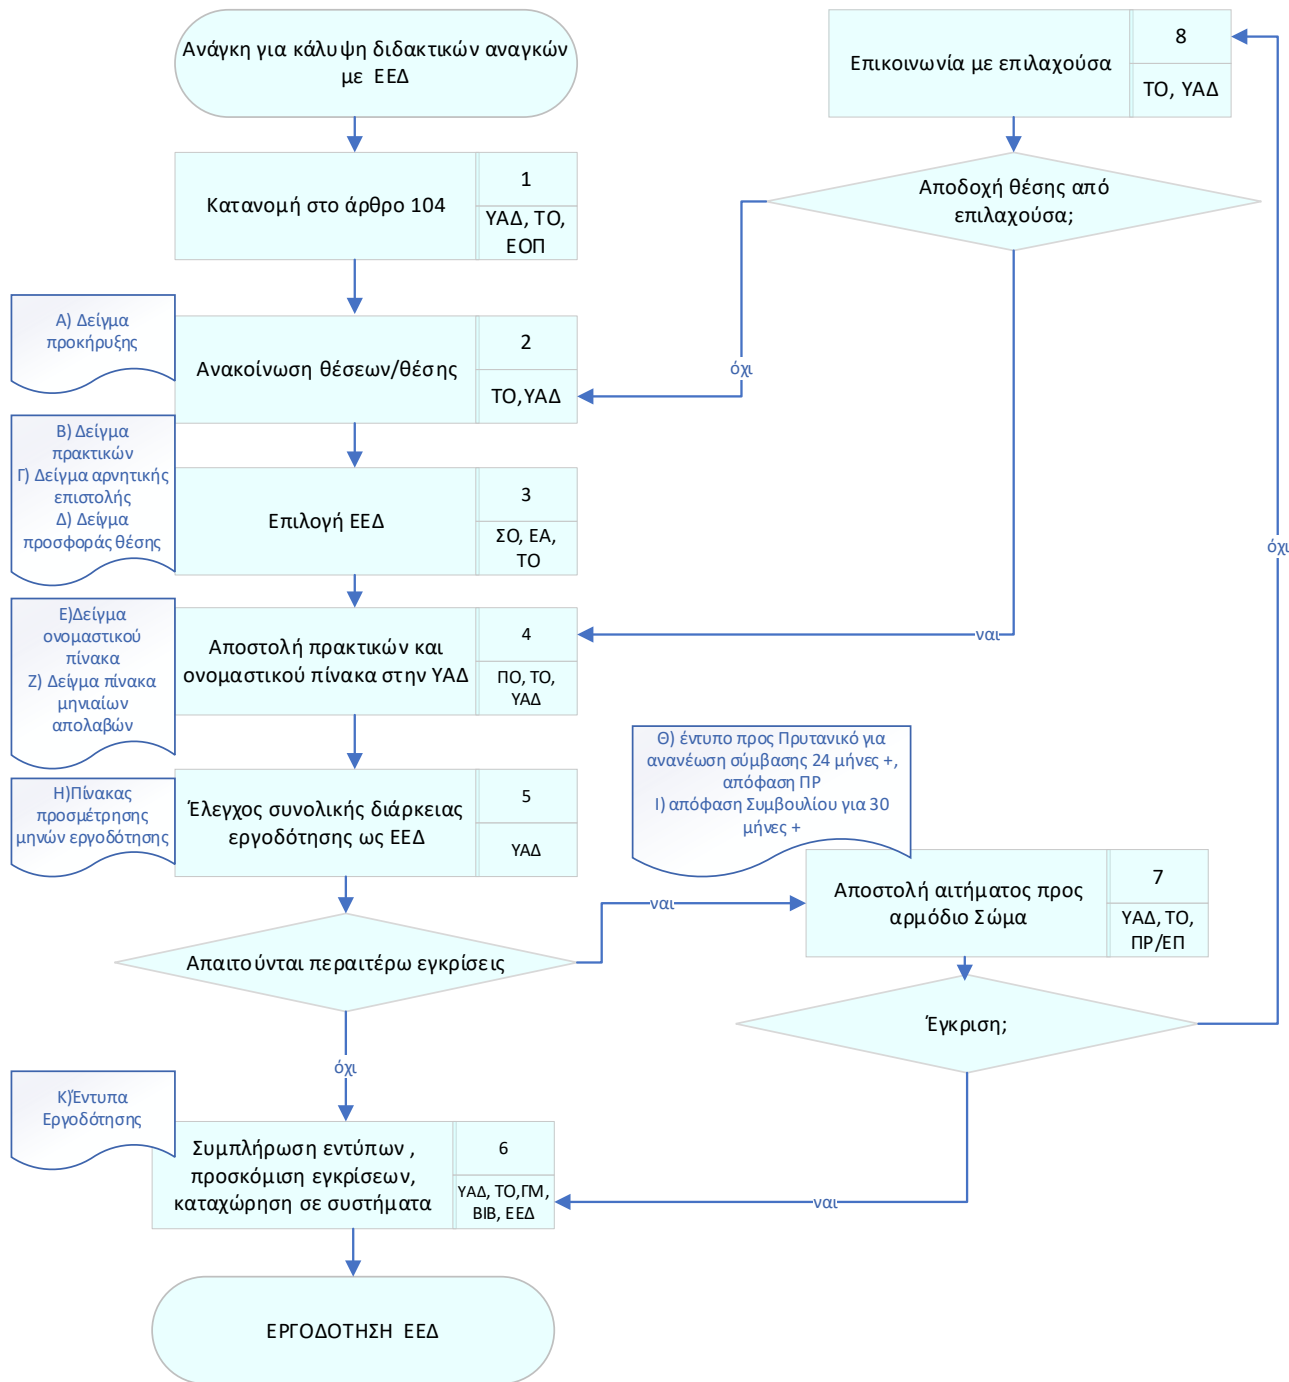 Ανάγκη για κάλυψη διδακτικών αναγκών
με ΕΕΔ
Κατανομή στο άρθρο 104
1
ΥΑΔ, ΤΟ,
ΕΟΠ
Α) Δείγμα
προκήρυξης
Ανακοίνωση θέσεων/θέσης
2
ΤΟ,ΥΑΔ
Β) Δείγμα
πρακτικών
Γ) Δείγμα αρνητικής
επιστολής
Δ) Δείγμα
προσφοράς θέσης
Επιλογή ΕΕΔ
3
ΣΟ, ΕΑ,
ΤΟ
Ε)Δείγμα
ονομαστικού
πίνακα
Ζ) Δείγμα πίνακα
μηνιαίων
απολαβών
Αποστολή πρακτικών και
ονομαστικού πίνακα στην ΥΑΔ
4
ΠΟ, ΤΟ,
ΥΑΔ
Η)Πίνακας
προσμέτρησης
μηνών εργοδότησης
Έλεγχος συνολικής διάρκειας
εργοδότησης ως ΕΕΔ
5
ΥΑΔ
Απαιτούνται περαιτέρω εγκρίσεις
όχι
ναι
Κ)Έντυπα
Εργοδότησης
Συμπλήρωση εντύπων ,
προσκόμιση εγκρίσεων,
καταχώρηση σε συστήματα
6
ΥΑΔ, ΤΟ,ΓΜ,
ΒΙΒ, ΕΕΔ
ΕΡΓΟΔΟΤΗΣΗ ΕΕΔ
Επικοινωνία με επιλαχούσα
8
ΤΟ, ΥΑΔ
Αποδοχή θέσης από
επιλαχούσα;
όχι
ναι
Θ) έντυπο προς Πρυτανικό για
ανανέωση σύμβασης 24 μήνες +,
απόφαση ΠΡ
Ι) απόφαση Συμβουλίου για 30
μήνες +
Αποστολή αιτήματος προς
αρμόδιο Σώμα
7
ΥΑΔ, ΤΟ,
ΠΡ/ΕΠ
Έγκριση;
όχι
ναι